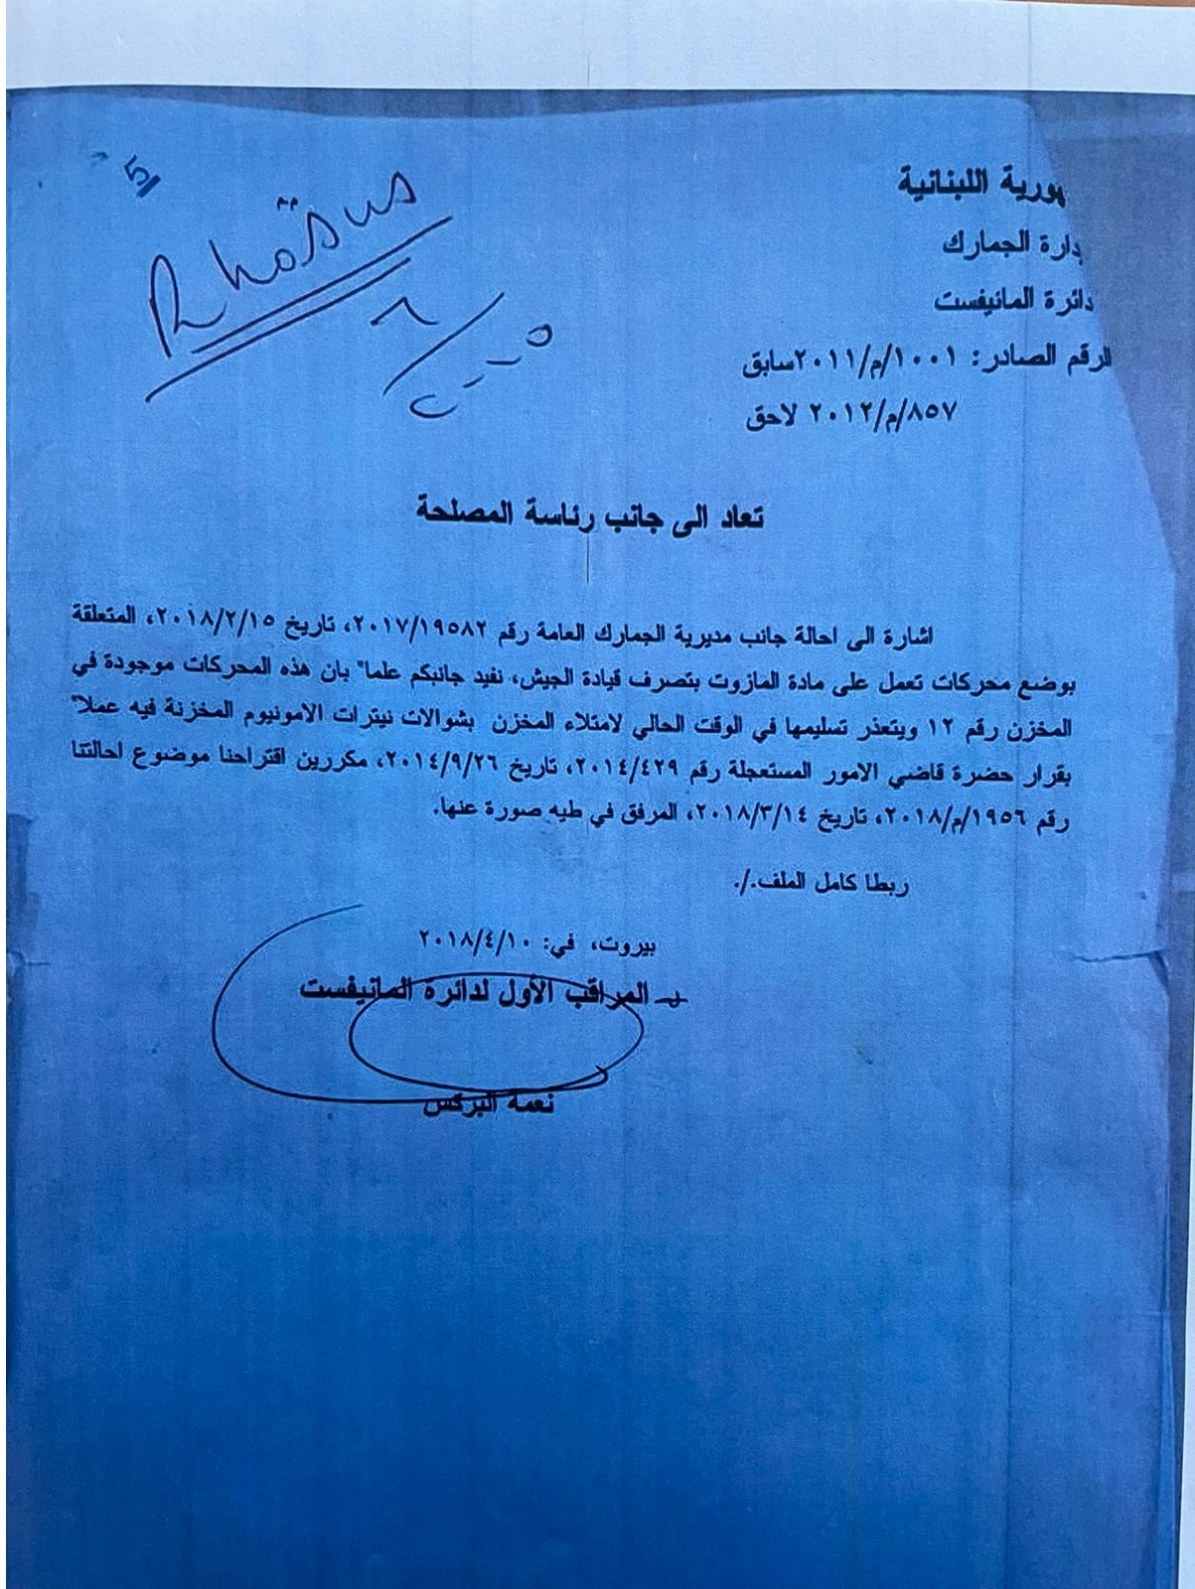 5
Rhosus
هورية اللبنانية
دارة الجمارك
دائرة المانيفست
الرقم الصادر: ١٠٠١/م/٢٠١١سابق
٨٥٧/م/٢٠١٢ لاحق
تعاد الى جانب رئاسة المصلحة
اشارة الى احالة جانب مديرية الجمارك العامة رقم ٢٠١٧/١٩٥٨٢، تاريخ ٢٠١٨/٢/١٥، المتعلقة
بوضع محركات تعمل على مادة المازوت بتصرف قيادة الجيش، نفيد جانبكم علما" بان هذه المحركات موجودة في
المخزن رقم ١٢ ويتعذر تسليمها في الوقت الحالي لامتلاء المخزن بشوالات نيترات الامونيوم المخزنة فيه عملا"
بقرار حضرة قاضي الامور المستعجلة رقم ٢٠١٤/٤٢٩، تاريخ ٢٠١٤/٩/٢٦، مكررين اقتراحنا موضوع احالتنا
رقم ١٩٥٦/م/٢٠١٨، تاريخ ٢٠١٨/٣/١٤، المرفق في طيه صورة عنها.
ربطا كامل الملف./.
بيروت، في: ٢٠١٨/٤/١٠
المراقب الأول لدائرة المانيفست
نعمة البركس